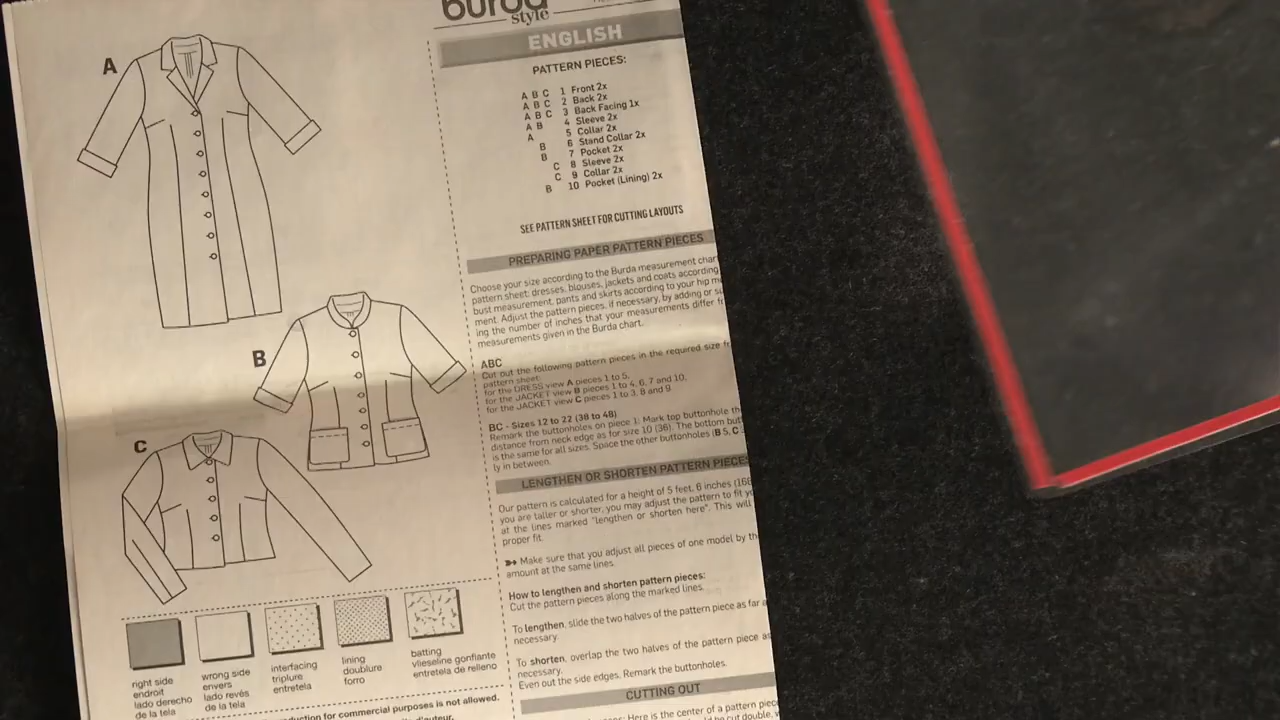 burda
style
A
B
C
right side
endroit
lado derecho
de la tela
wrong side
envers
lado revés
de la tela
interfacing
triplure
entretela
lining
doublure
forro
batting
vlieseline gonflante
entretela de relleno
for commercial purposes is not allowed.
ENGLISH
PATTERN PIECES:
A B C 1 Front 2x
A B C 2 Back 2x
A B C 3 Back Facing 1x
A B 4 Sleeve 2x
A 5 Collar 2x
B 6 Stand Collar 2x
B 7 Pocket 2x
C 8 Sleeve 2x
C 9 Collar 2x
B 10 Pocket (Lining) 2x
SEE PATTERN SHEET FOR CUTTING LAYOUTS
PREPARING PAPER PATTERN PIECES
Choose your size according to the Burda measurement
pattern sheet: dresses, blouses, jackets and coats according
bust measurement, pants and skirts according to your hip
ment. Adjust the pattern pieces, if necessary, by adding or
ing the number of inches that your measurements differ
measurements given in the Burda chart.
ABC
Cut out the following pattern pieces in the required size
pattern sheet:
for the DRESS view A pieces 1 to 5,
for the JACKET view B pieces 1 to 4, 6, 7 and 10,
for the JACKET view C pieces 1 to 3, 8 and 9.
BC - Sizes 12 to 22 (38 to 48)
Remark the buttonholes on piece 1: Mark top buttonhole
distance from neck edge as for size 10 (36). The bottom
is the same for all sizes. Space the other buttonholes (B 5, C
ly in between.
LENGTHEN OR SHORTEN PATTERN PIECES
Our pattern is calculated for a height of 5 feet, 6 inches
you are taller or shorter, you may adjust the pattern to fit
at the lines marked "lengthen or shorten here". This will
proper fit.
➽ Make sure that you adjust all pieces of one model by
amount at the same lines.
How to lengthen and shorten pattern pieces:
Cut the pattern pieces along the marked lines.
To lengthen, slide the two halves of the pattern piece as far
necessary.
To shorten, overlap the two halves of the pattern piece
necessary.
Even out the side edges. Remark the buttonholes.
CUTTING OUT
Here is the center of a pattern
be cut double,